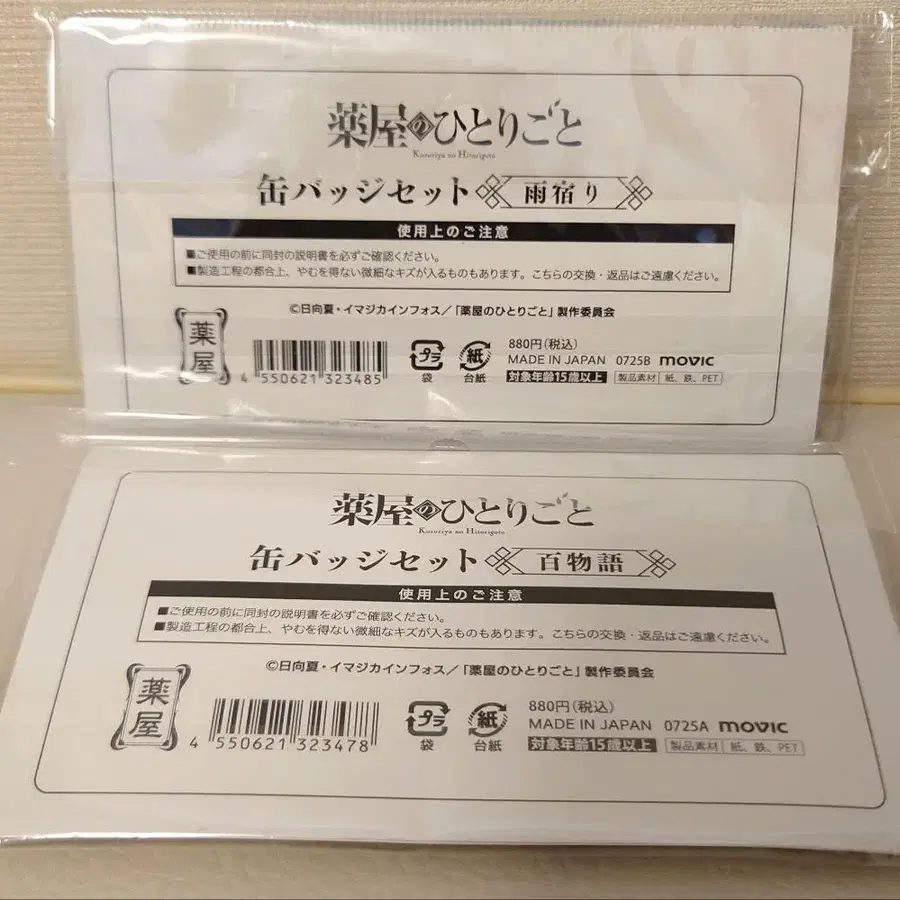 薬屋のひとりごと
Kusuriya no Hitorigoto
缶バッジセット 雨宿り
使用上のご注意
■ご使用の前に同封の説明書を必ずご確認ください。
■製造工程の都合上、やむを得ない微細なキズが入るものもあります。こちらの交換・返品はご遠慮ください。
©日向夏・イマジカインフォス/「薬屋のひとりごと」製作委員会
薬屋
4 550621 323485
プラ
袋
紙
台紙
880円(税込)
MADE IN JAPAN 0725B movic
対象年齢15歳以上 製品素材 紙、鉄、PET
薬屋のひとりごと
Kusuriya no Hitorigoto
缶バッジセット 百物語
使用上のご注意
■ご使用の前に同封の説明書を必ずご確認ください。
■製造工程の都合上、やむを得ない微細なキズが入るものもあります。こちらの交換・返品はご遠慮ください。
©日向夏・イマジカインフォス/「薬屋のひとりごと」製作委員会
薬屋
4 550621 323478
プラ
袋
紙
台紙
880円(税込)
MADE IN JAPAN 0725A movic
対象年齢15歳以上 製品素材 紙、鉄、PET